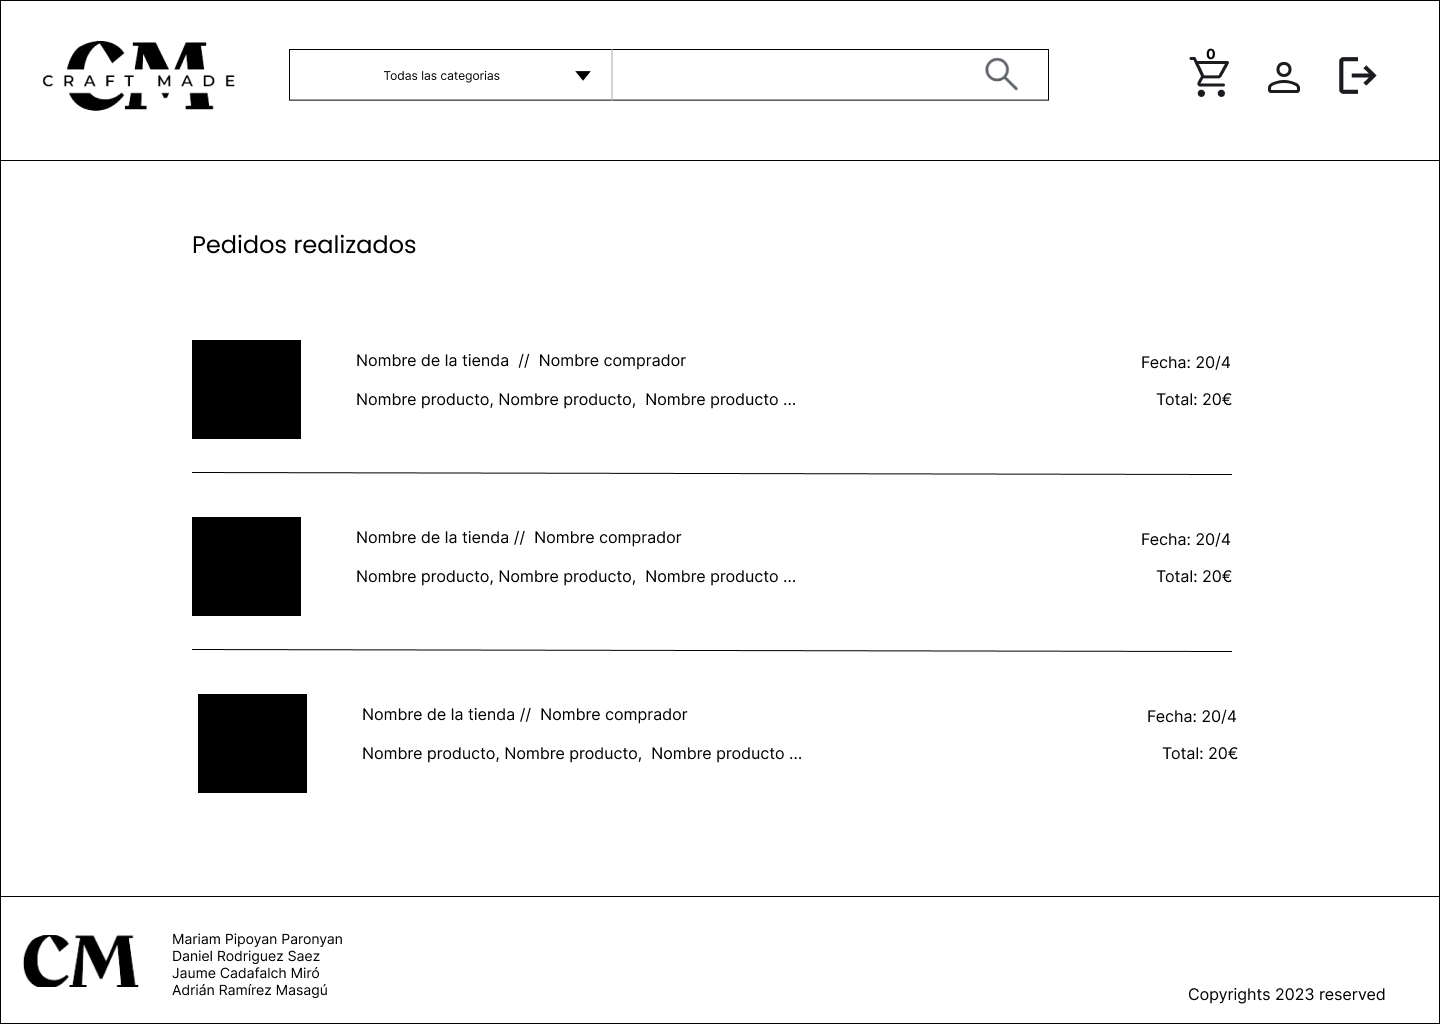 CM
CRAFT MADE
Todas las categorias
0
Pedidos realizados
Nombre de la tienda // Nombre comprador
Fecha: 20/4
Nombre producto, Nombre producto, Nombre producto ...
Total: 20€
Nombre de la tienda // Nombre comprador
Fecha: 20/4
Nombre producto, Nombre producto, Nombre producto ...
Total: 20€
Nombre de la tienda // Nombre comprador
Fecha: 20/4
Nombre producto, Nombre producto, Nombre producto ...
Total: 20€
CM
Mariam Pipoyan Paronyan
Daniel Rodriguez Saez
Jaume Cadafalch Miró
Adrián Ramírez Masagú
Copyrights 2023 reserved